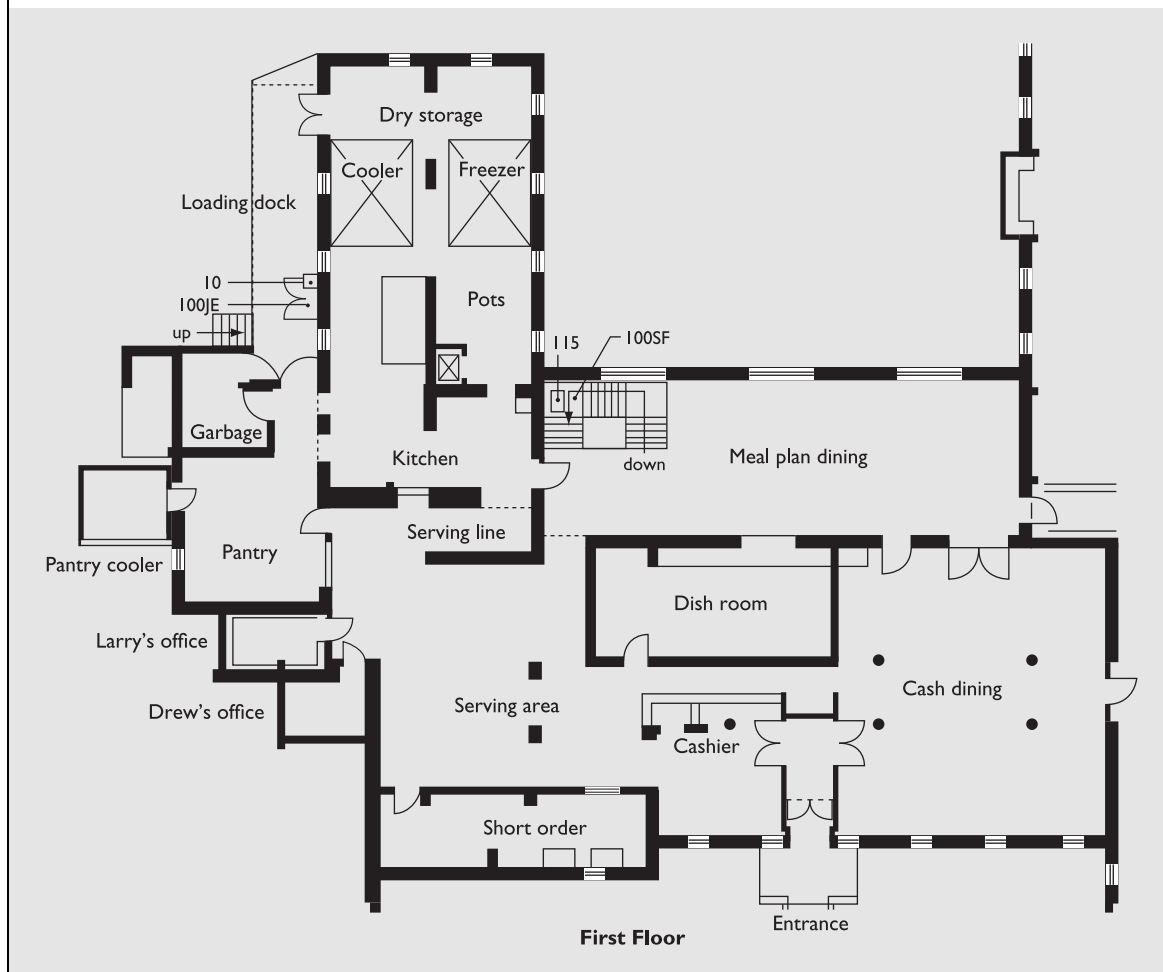 Dry storage
Cooler
Freezer
Loading dock
10
100JE
Pots
up
115
100SF
Garbage
Kitchen
down
Meal plan dining
Serving line
Pantry
Pantry cooler
Dish room
Larry's office
Cash dining
Drew's office
Serving area
Cashier
Short order
Entrance
First Floor